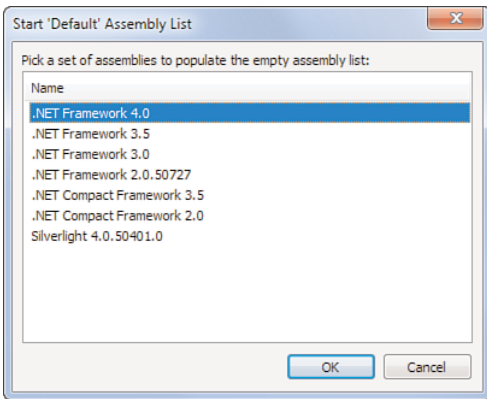 Start 'Default' Assembly List
Pick a set of assemblies to populate the empty assembly list:
Name
.NET Framework 4.0
.NET Framework 3.5
.NET Framework 3.0
.NET Framework 2.0.50727
.NET Compact Framework 3.5
.NET Compact Framework 2.0
Silverlight 4.0.50401.0
OK Cancel